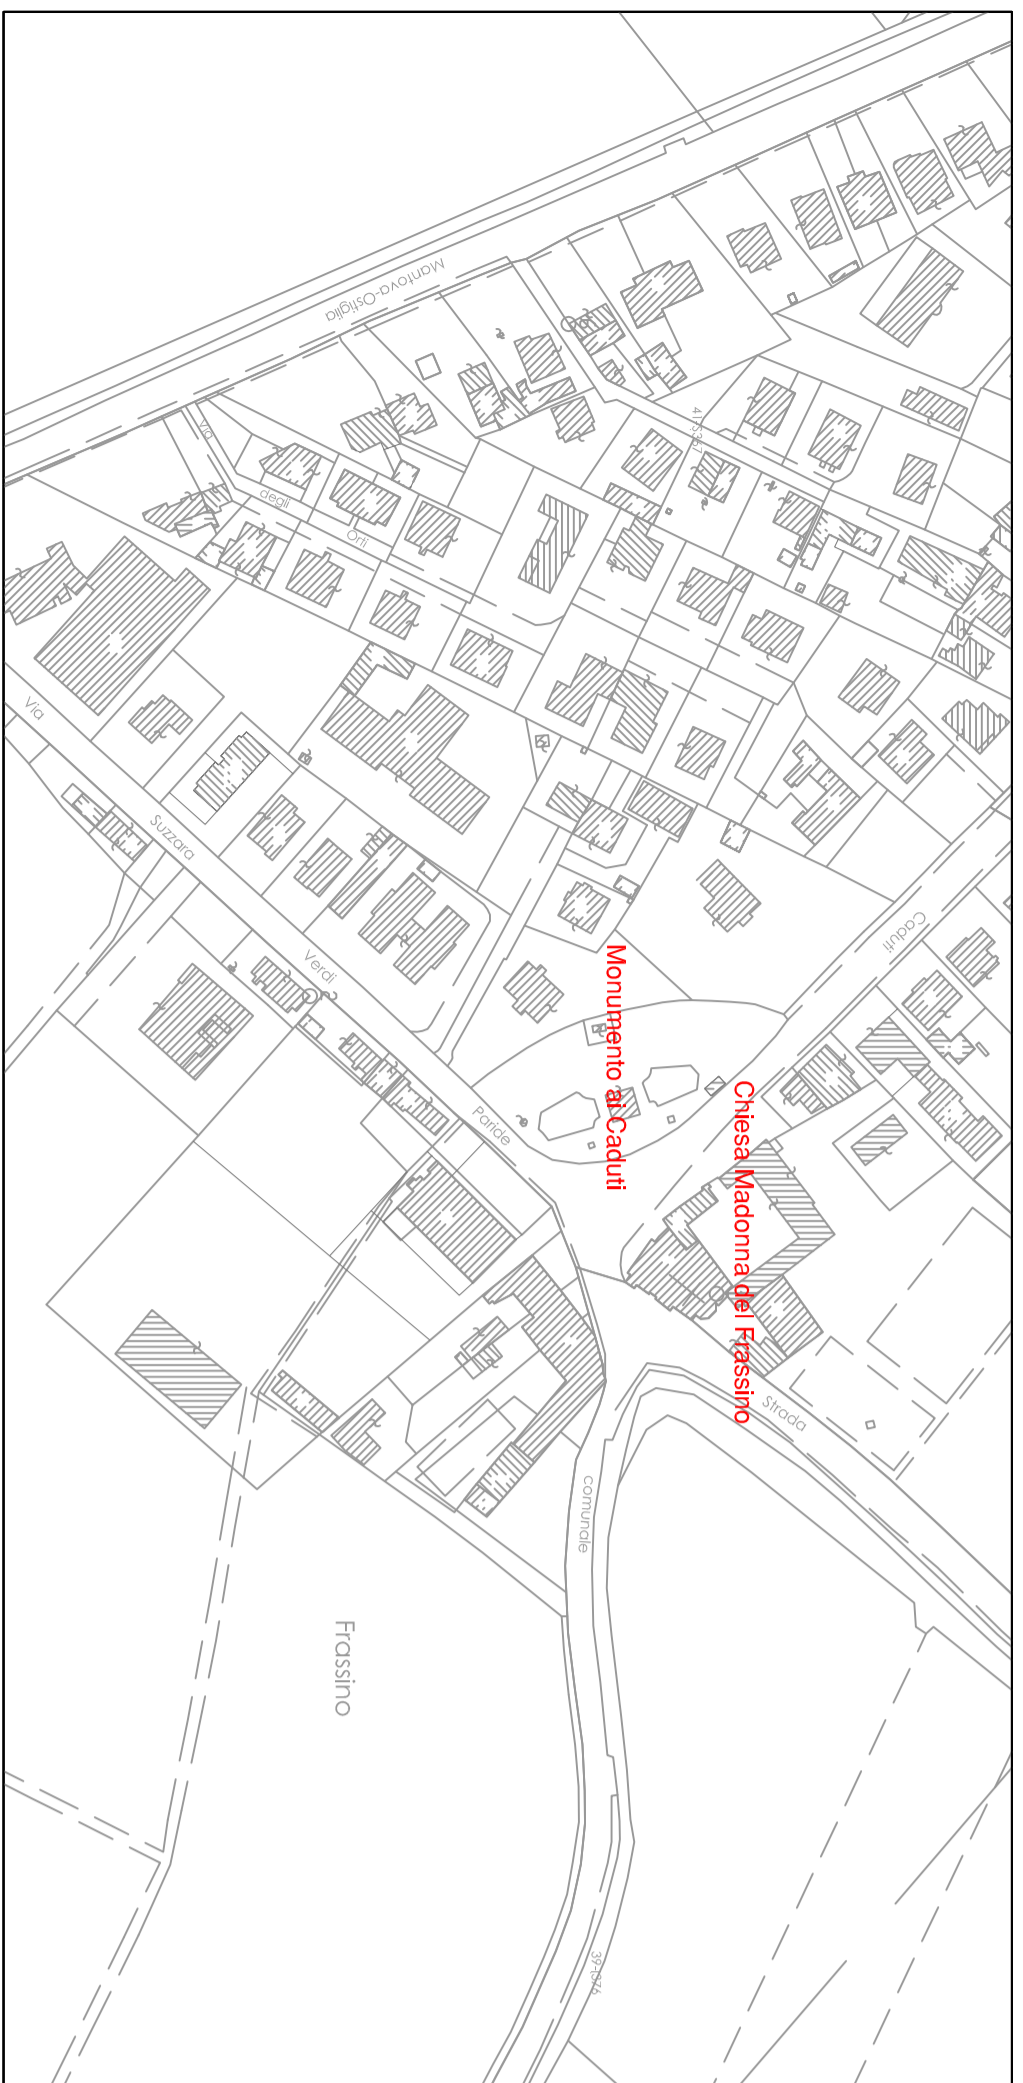 Mantova-Ostiglia
Via
degli
Orti
Via
Suzzara
Verdi
Paride
Caduti
Monumento ai Caduti
Chiesa Madonna del Frassino
Strada
comunale
Frassino